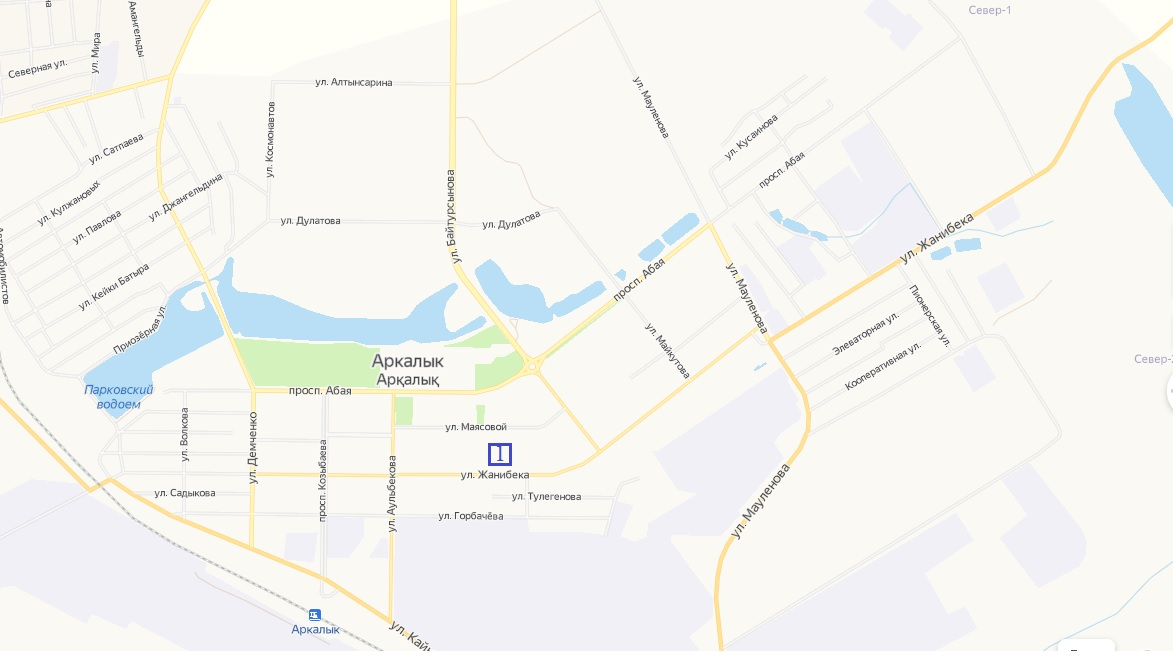 Север-1
Амангельды
ул. Мира
Северная ул.
ул. Алтынсарина
ул. Мауленова
ул. Космонавтов
ул. Кусаинова
ул. Сатпаева
просп. Абая
ул. Кулжановых
ул. Джангельдина
ул. Павлова
ул. Байтурсынова
ул. Дулатова
ул. Дулатова
ул. Жанибека
ул. Кейки Батыра
просп. Абая
ул. Мауленова
Пионерская ул.
Приозёрная ул.
Элеваторная ул.
ул. Майкутова
Кооперативная ул.
Аркалык
Арқалық
Парковский
водоем
просп. Абая
ул. Волкова
ул. Демченко
ул. Маясовой
1
просп. Козыбаева
ул. Аульбекова
ул. Жанибека
ул. Садыкова
ул. Тулегенова
ул. Горбачёва
ул. Мауленова
Аркалык